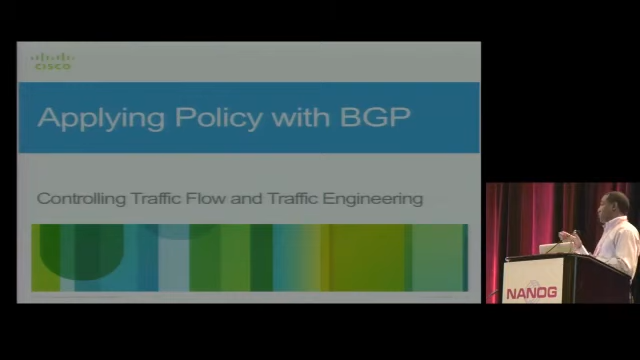 CISCO
Applying Policy with BGP
Controlling Traffic Flow and Traffic Engineering
NANOG